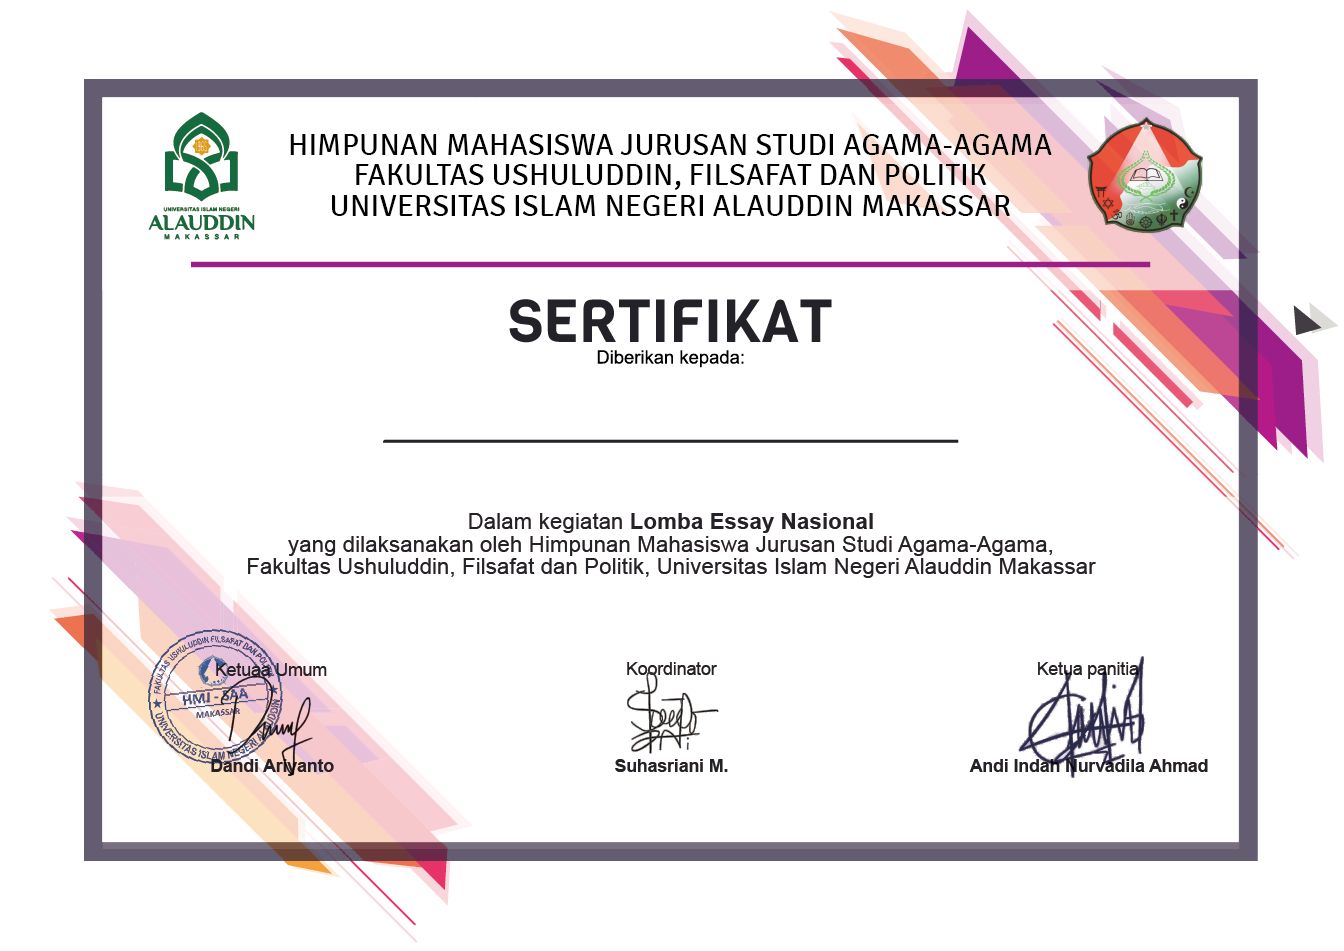 HIMPUNAN MAHASISWA JURUSAN STUDI AGAMA-AGAMA
FAKULTAS USHULUDDIN, FILSAFAT DAN POLITIK
UNIVERSITAS ISLAM NEGERI ALAUDDIN MAKASSAR
UNIVERSITAS ISLAM NEGERI
ALAUDDIN
MAKASSAR
SERTIFIKAT
Diberikan kepada:
Dalam kegiatan Lomba Essay Nasional
yang dilaksanakan oleh Himpunan Mahasiswa Jurusan Studi Agama-Agama,
Fakultas Ushuluddin, Filsafat dan Politik, Universitas Islam Negeri Alauddin Makassar
Ketuaa Umum
Koordinator
Ketua panitia
FAKULTAS USHULUDDIN FILSAFAT DAN POLITIK
HMJ - SAA
MAKASSAR
UNIVERSITAS ISLAM NEGERI ALAUDDIN
Dandi Ariyanto
Suhasriani M.
Andi Indah Nurvadila Ahmad